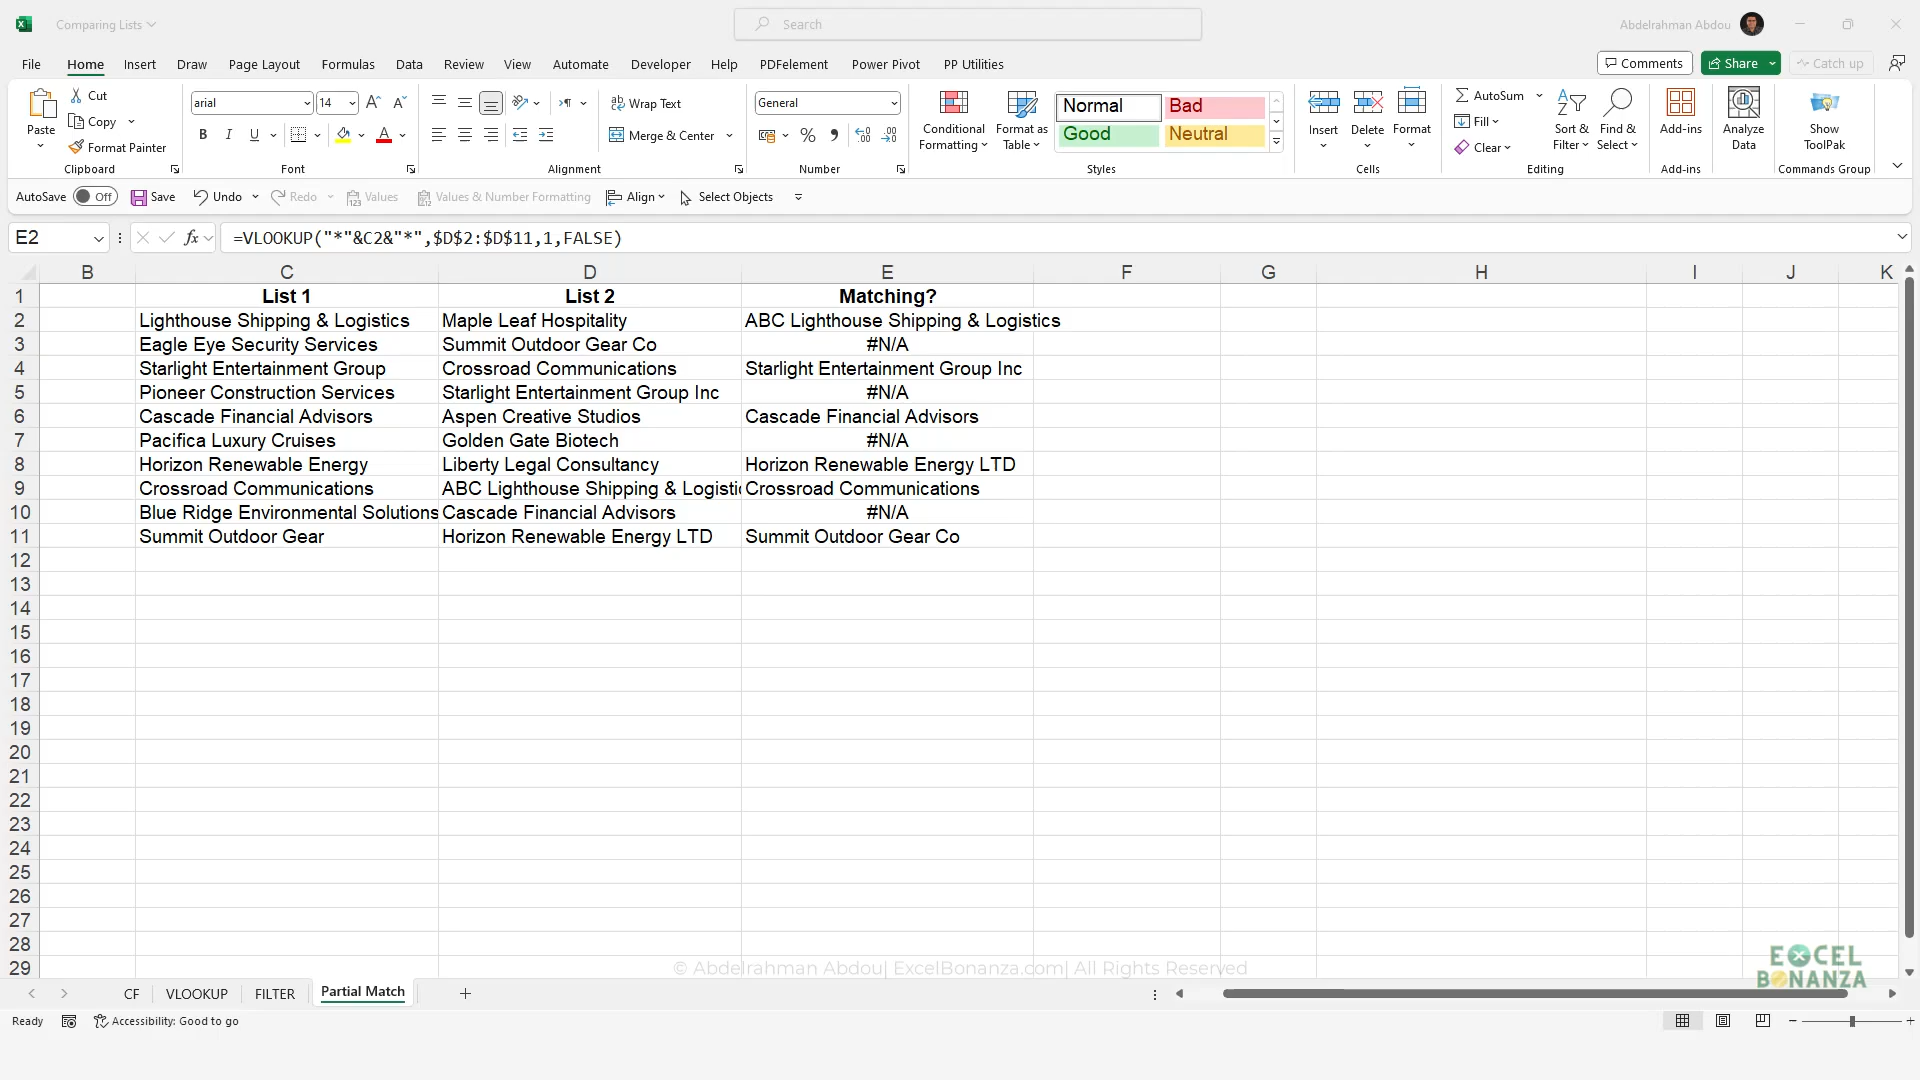 Comparing Lists
Search
Abdelrahman Abdou
File Home Insert Draw Page Layout Formulas Data Review View Automate Developer Help PDFelement Power Pivot PP Utilities
Comments Share Catch up
Paste Cut Copy Format Painter Clipboard
arial 14 B I U A Font
Wrap Text Merge & Center Alignment
General Number
Conditional Formatting Format as Table Normal Bad Good Neutral Styles
Insert Delete Format Cells
AutoSum Fill Clear Sort & Filter Find & Select Editing
Add-ins Add-ins
Analyze Data
Show ToolPak Commands Group
AutoSave Off Save Undo Redo Values Values & Number Formatting Align Select Objects
E2 fx =VLOOKUP("*"&C2&"*",$D$2:$D$11,1,FALSE)
B C D E F G H I J K
1 List 1 List 2 Matching?
2 Lighthouse Shipping & Logistics Maple Leaf Hospitality ABC Lighthouse Shipping & Logistics
3 Eagle Eye Security Services Summit Outdoor Gear Co #N/A
4 Starlight Entertainment Group Crossroad Communications Starlight Entertainment Group Inc
5 Pioneer Construction Services Starlight Entertainment Group Inc #N/A
6 Cascade Financial Advisors Aspen Creative Studios Cascade Financial Advisors
7 Pacifica Luxury Cruises Golden Gate Biotech #N/A
8 Horizon Renewable Energy Liberty Legal Consultancy Horizon Renewable Energy LTD
9 Crossroad Communications ABC Lighthouse Shipping & Logisti Crossroad Communications
10 Blue Ridge Environmental Solutions Cascade Financial Advisors #N/A
11 Summit Outdoor Gear Horizon Renewable Energy LTD Summit Outdoor Gear Co
12
13
14
15
16
17
18
19
20
21
22
23
24
25
26
27
28
29
© Abdelrahman Abdou| ExcelBonanza.com| All Rights Reserved
EXCEL
BONANZA
CF VLOOKUP FILTER Partial Match
Ready Accessibility: Good to go